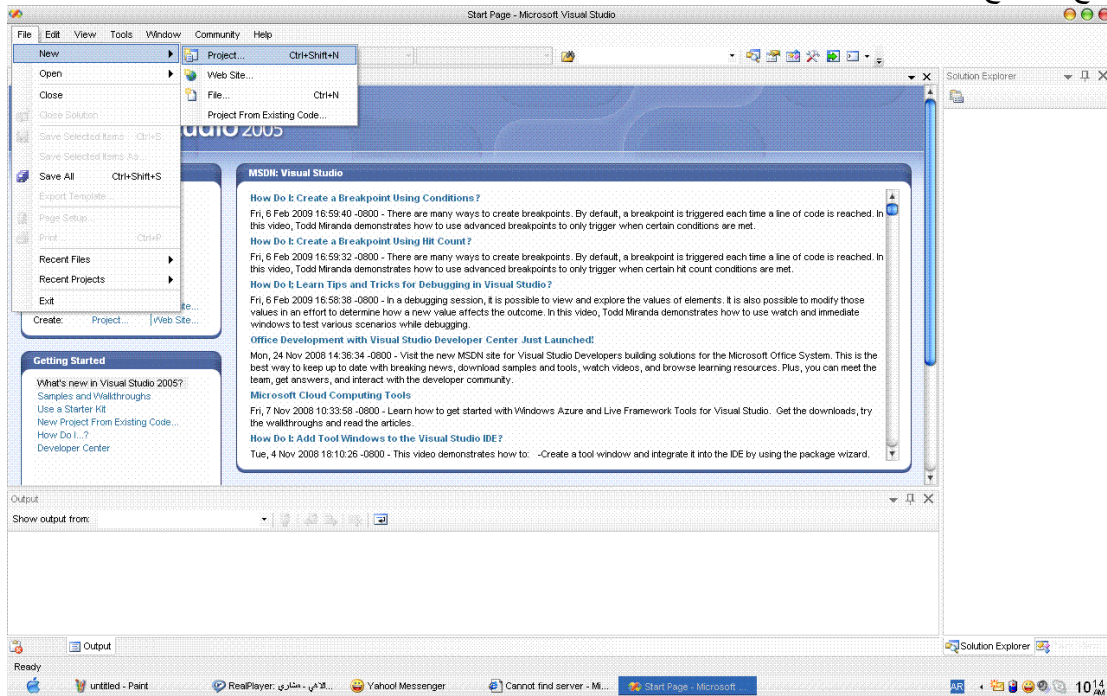 Start Page - Microsoft Visual Studio
File Edit View Tools Window Community Help
New
Project... Ctrl+Shift+N
Open
Web Site...
Close
File... Ctrl+N
Close Solution
Project From Existing Code...
Save Selected Items Ctrl+S
Save Selected Items As...
Save All Ctrl+Shift+S
Export Template...
Page Setup...
Print... Ctrl+P
Recent Files
Recent Projects
Exit
2005
Create: Project... Web Site...
Getting Started
What's new in Visual Studio 2005?
Samples and Walkthroughs
Use a Starter Kit
New Project From Existing Code...
How Do I...?
Developer Center
MSDN: Visual Studio
How Do I: Create a Breakpoint Using Conditions?
Fri, 6 Feb 2009 16:59:40 -0800 - There are many ways to create breakpoints. By default, a breakpoint is triggered each time a line of code is reached. In
this video, Todd Miranda demonstrates how to use advanced breakpoints to only trigger when certain conditions are met.
How Do I: Create a Breakpoint Using Hit Count?
Fri, 6 Feb 2009 16:59:32 -0800 - There are many ways to create breakpoints. By default, a breakpoint is triggered each time a line of code is reached. In
this video, Todd Miranda demonstrates how to use advanced breakpoints to only trigger when certain hit count conditions are met.
How Do I: Learn Tips and Tricks for Debugging in Visual Studio?
Fri, 6 Feb 2009 16:58:38 -0800 - In a debugging session, it is possible to view and explore the values of elements. It is also possible to modify those
values in an effort to determine how a new value affects the outcome. In this video, Todd Miranda demonstrates how to use watch and immediate
windows to test various scenarios while debugging.
Office Development with Visual Studio Developer Center Just Launched!
Mon, 24 Nov 2008 14:36:34 -0800 - Visit the new MSDN site for Visual Studio Developers building solutions for the Microsoft Office System. This is the
best way to keep up to date with breaking news, download samples and tools, watch videos, and browse learning resources. Plus, you can meet the
team, get answers, and interact with the developer community.
Microsoft Cloud Computing Tools
Fri, 7 Nov 2008 10:33:58 -0800 - Learn how to get started with Windows Azure and Live Framework Tools for Visual Studio. Get the downloads, try
the walkthroughs and read the articles.
How Do I: Add Tool Windows to the Visual Studio IDE?
Tue, 4 Nov 2008 18:10:26 -0800 - This video demonstrates how to: -Create a tool window and integrate it into the IDE by using the package wizard.
Solution Explorer
Output
Show output from:
Output
Solution Explorer
Ready
untitled - Paint
RealPlayer: الاهي - مشاري...
Yahoo! Messenger
Cannot find server - Mi...
Start Page - Microsoft ...
AR
10 14 AM